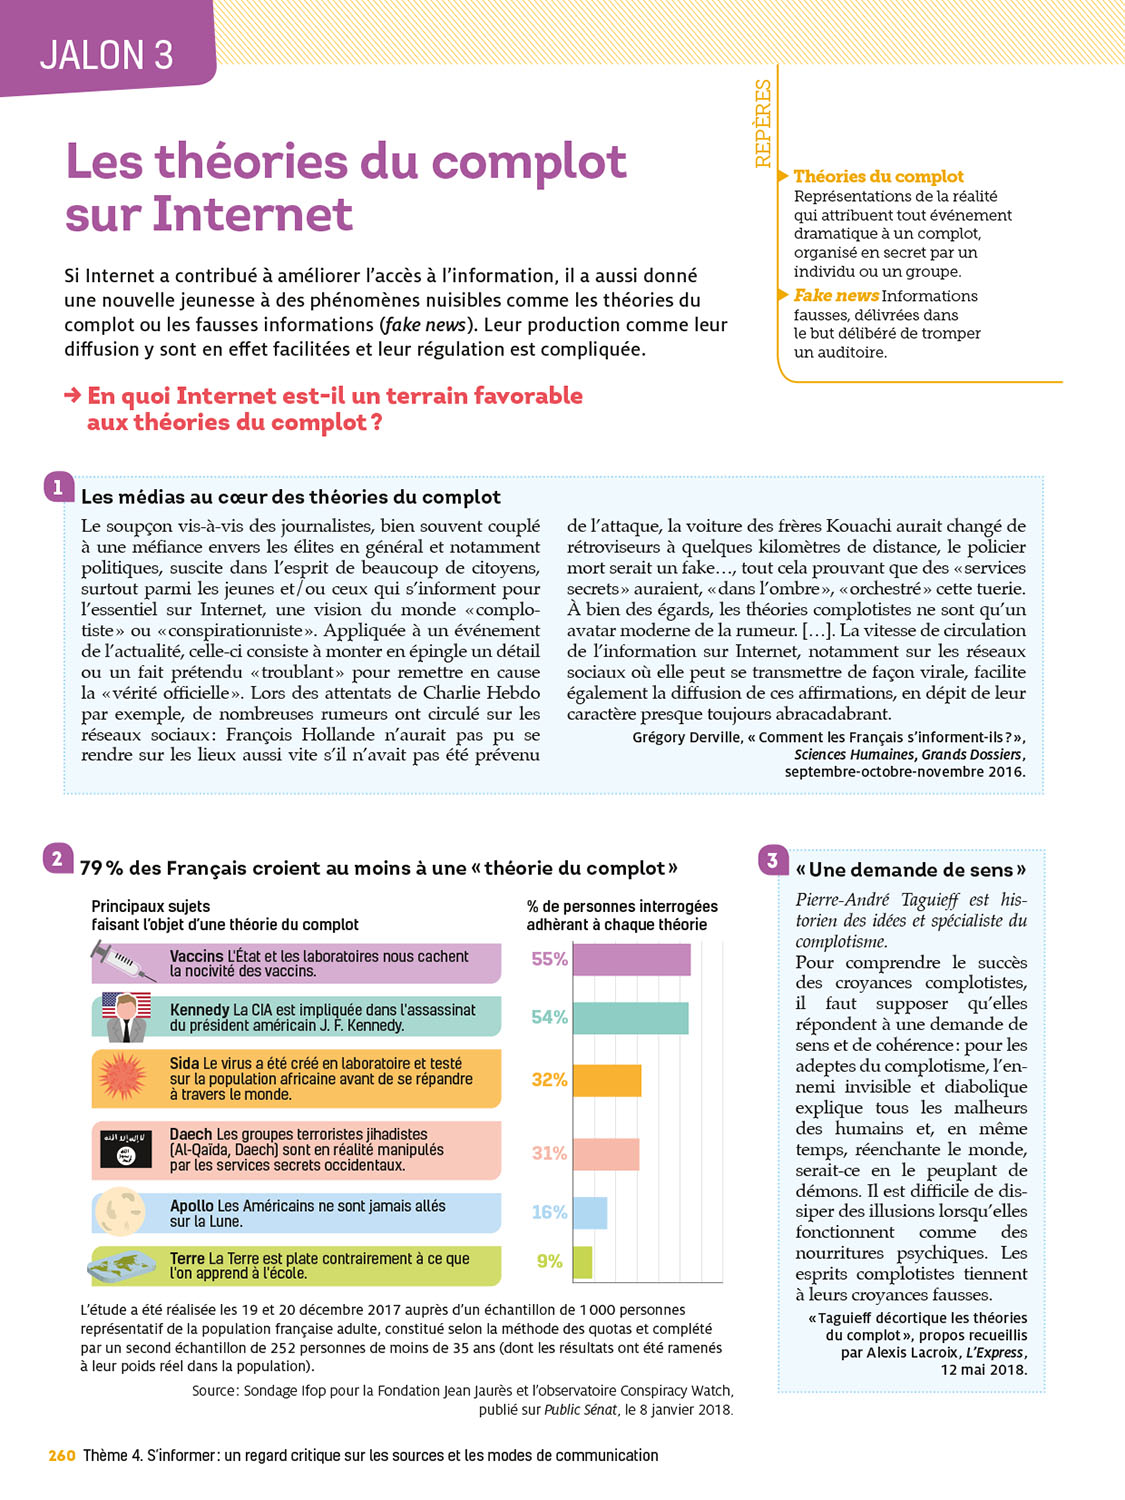 JALON 3
Les théories du complot
sur Internet
Si Internet a contribué à améliorer l’accès à l’information, il a aussi donné
une nouvelle jeunesse à des phénomènes nuisibles comme les théories du
complot ou les fausses informations (fake news). Leur production comme leur
diffusion y sont en effet facilitées et leur régulation est compliquée.
→ En quoi Internet est-il un terrain favorable
aux théories du complot ?
REPÈRES
Théories du complot
Représentations de la réalité
qui attribuent tout événement
dramatique à un complot,
organisé en secret par un
individu ou un groupe.
Fake news Informations
fausses, délivrées dans
le but délibéré de tromper
un auditoire.
1
Les médias au cœur des théories du complot
Le soupçon vis-à-vis des journalistes, bien souvent couplé
à une méfiance envers les élites en général et notamment
politiques, suscite dans l’esprit de beaucoup de citoyens,
surtout parmi les jeunes et/ou ceux qui s’informent pour
l’essentiel sur Internet, une vision du monde « complo-
tiste » ou « conspirationniste ». Appliquée à un événement
de l’actualité, celle-ci consiste à monter en épingle un détail
ou un fait prétendu « troublant » pour remettre en cause
la « vérité officielle ». Lors des attentats de Charlie Hebdo
par exemple, de nombreuses rumeurs ont circulé sur les
réseaux sociaux : François Hollande n’aurait pas pu se
rendre sur les lieux aussi vite s’il n’avait pas été prévenu
de l’attaque, la voiture des frères Kouachi aurait changé de
rétroviseurs à quelques kilomètres de distance, le policier
mort serait un fake…, tout cela prouvant que des « services
secrets » auraient, « dans l’ombre », « orchestré » cette tuerie.
À bien des égards, les théories complotistes ne sont qu’un
avatar moderne de la rumeur. […]. La vitesse de circulation
de l’information sur Internet, notamment sur les réseaux
sociaux où elle peut se transmettre de façon virale, facilite
également la diffusion de ces affirmations, en dépit de leur
caractère presque toujours abracadabrant.
Grégory Derville, « Comment les Français s’informent-ils ? »,
Sciences Humaines, Grands Dossiers,
septembre-octobre-novembre 2016.
2
79 % des Français croient au moins à une « théorie du complot »
Principaux sujets
faisant l’objet d’une théorie du complot
% de personnes interrogées
adhèrant à chaque théorie
Vaccins L'État et les laboratoires nous cachent
la nocivité des vaccins.
55%
Kennedy La CIA est impliquée dans l'assassinat
du président américain J. F. Kennedy.
54%
Sida Le virus a été créé en laboratoire et testé
sur la population africaine avant de se répandre
à travers le monde.
32%
Daech Les groupes terroristes jihadistes
(Al-Qaïda, Daech) sont en réalité manipulés
par les services secrets occidentaux.
31%
Apollo Les Américains ne sont jamais allés
sur la Lune.
16%
Terre La Terre est plate contrairement à ce que
l'on apprend à l'école.
9%
L’étude a été réalisée les 19 et 20 décembre 2017 auprès d’un échantillon de 1 000 personnes
représentatif de la population française adulte, constitué selon la méthode des quotas et complété
par un second échantillon de 252 personnes de moins de 35 ans (dont les résultats ont été ramenés
à leur poids réel dans la population).
Source : Sondage Ifop pour la Fondation Jean Jaurès et l’observatoire Conspiracy Watch,
publié sur Public Sénat, le 8 janvier 2018.
3
« Une demande de sens »
Pierre-André Taguieff est his-
torien des idées et spécialiste du
complotisme.
Pour comprendre le succès
des croyances complotistes,
il faut supposer qu’elles
répondent à une demande de
sens et de cohérence : pour les
adeptes du complotisme, l’en-
nemi invisible et diabolique
explique tous les malheurs
des humains et, en même
temps, réenchante le monde,
serait-ce en le peuplant de
démons. Il est difficile de dis-
siper des illusions lorsqu’elles
fonctionnent comme des
nourritures psychiques. Les
esprits complotistes tiennent
à leurs croyances fausses.
« Taguieff décortique les théories
du complot », propos recueillis
par Alexis Lacroix, L’Express,
12 mai 2018.
260 Thème 4. S’informer : un regard critique sur les sources et les modes de communication